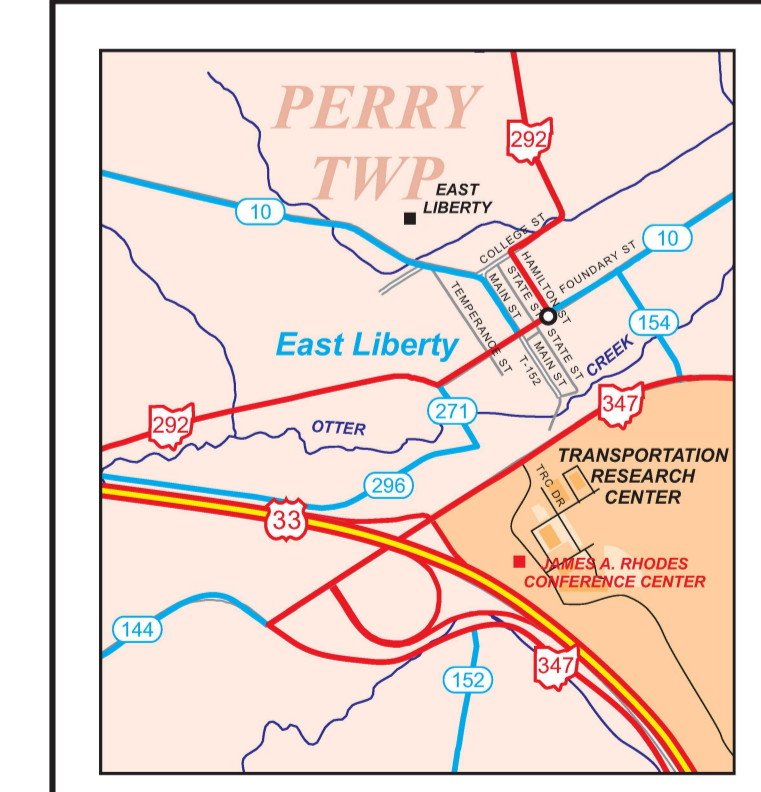 PERRY
TWP
292
EAST
LIBERTY
10
COLLEGE ST
HAMILTON ST
FOUNDARY ST
10
STATE ST
MAIN ST
TEMPERANCE ST
154
East Liberty
STATE ST
MAIN ST
T-152
CREEK
271
347
292
OTTER
TRANSPORTATION
RESEARCH
CENTER
TRC DR
296
33
JAMES A. RHODES
CONFERENCE CENTER
144
347
152